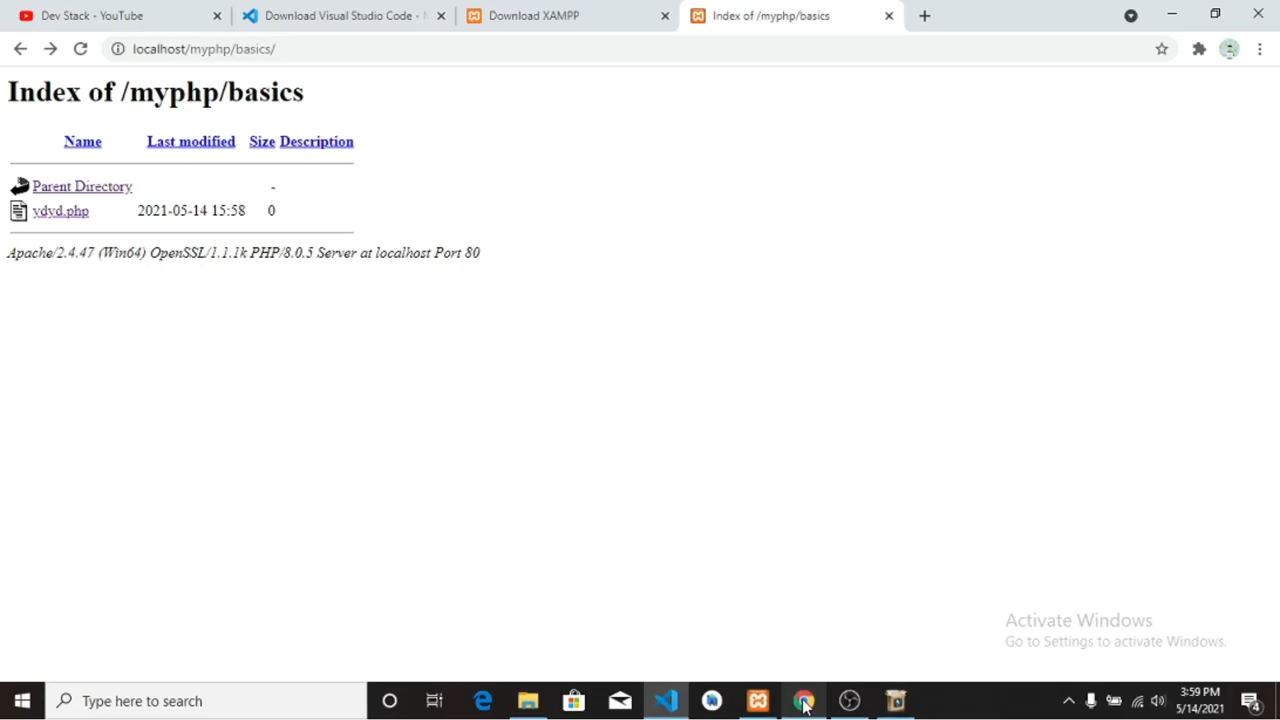 Dev Stack - YouTube
Download Visual Studio Code -
Download XAMPP
Index of /myphp/basics
localhost/myphp/basics/
Index of /myphp/basics
Name Last modified Size Description
Parent Directory -
ydyd.php 2021-05-14 15:58 0
Apache/2.4.47 (Win64) OpenSSL/1.1.1k PHP/8.0.5 Server at localhost Port 80
Activate Windows
Go to Settings to activate Windows.
Type here to search
3:59 PM
5/14/2021
4